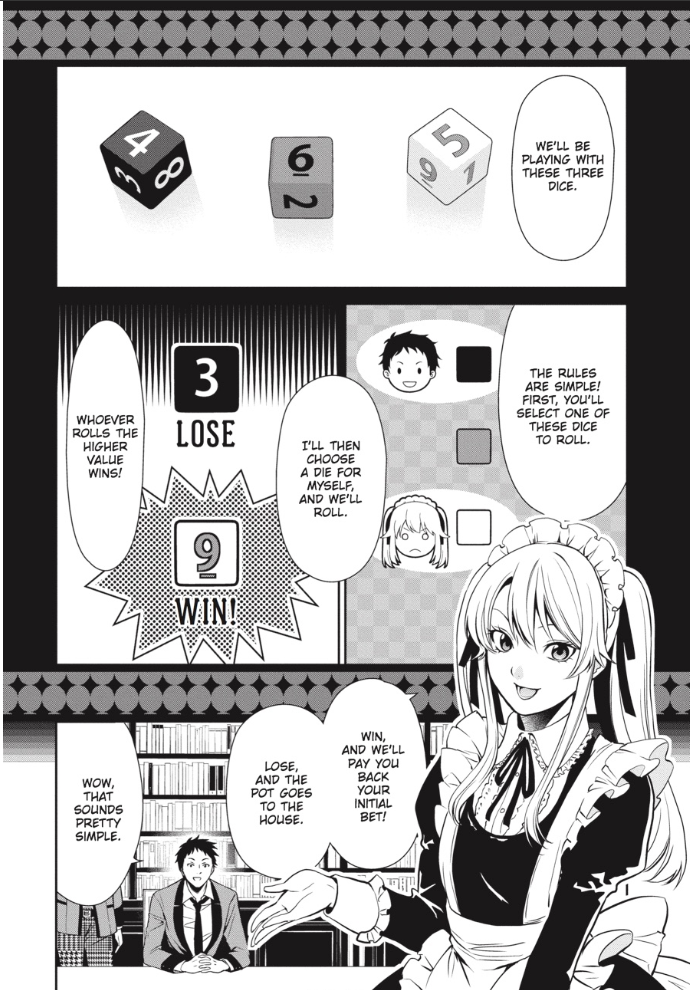 4
3 8
6
2
5
9 1
WE'LL BE
PLAYING WITH
THESE THREE
DICE.
THE RULES
ARE SIMPLE!
FIRST, YOU'LL
SELECT ONE OF
THESE DICE
TO ROLL.
I'LL THEN
CHOOSE
A DIE FOR
MYSELF,
AND WE'LL
ROLL.
3
LOSE
9
WIN!
WHOEVER
ROLLS THE
HIGHER
VALUE
WINS!
WIN,
AND WE'LL
PAY YOU
BACK
YOUR
INITIAL
BET!
LOSE,
AND THE
POT GOES
TO THE
HOUSE.
WOW,
THAT
SOUNDS
PRETTY
SIMPLE.